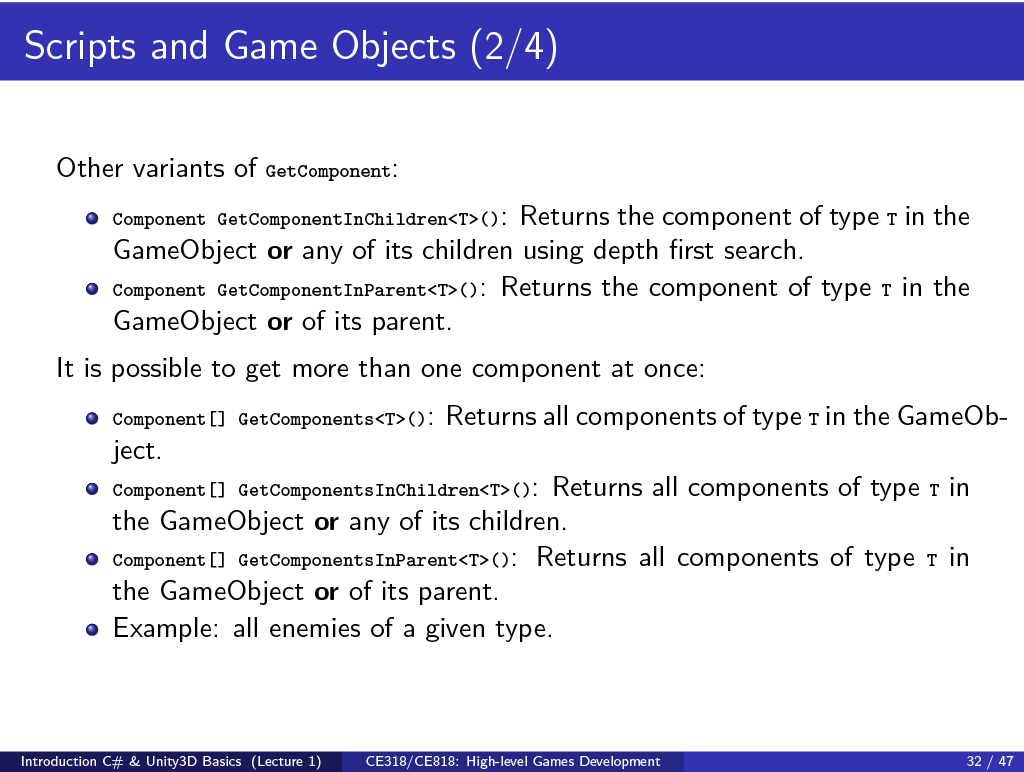 Scripts and Game Objects (2/4)
Other variants of GetComponent:
Component GetComponentInChildren<T>(): Returns the component of type T in the
GameObject or any of its children using depth first search.
Component GetComponentInParent<T>(): Returns the component of type T in the
GameObject or of its parent.
It is possible to get more than one component at once:
Component[] GetComponents<T>(): Returns all components of type T in the GameOb-
ject.
Component[] GetComponentsInChildren<T>(): Returns all components of type T in
the GameObject or any of its children.
Component[] GetComponentsInParent<T>(): Returns all components of type T in
the GameObject or of its parent.
Example: all enemies of a given type.
Introduction C# & Unity3D Basics (Lecture 1) CE318/CE818: High-level Games Development 32 / 47